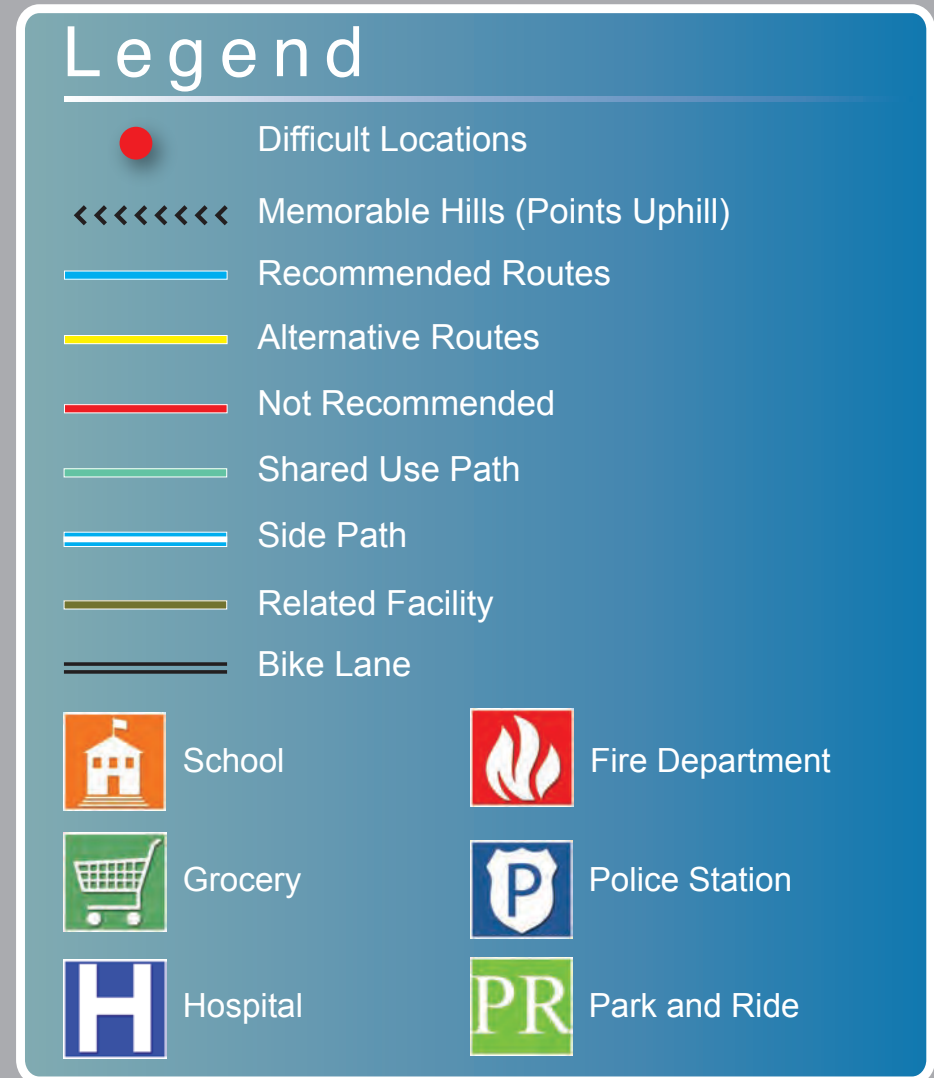 Legend
Difficult Locations
Memorable Hills (Points Uphill)
Recommended Routes
Alternative Routes
Not Recommended
Shared Use Path
Side Path
Related Facility
Bike Lane
School
Fire Department
Grocery
P
Police Station
H
Hospital
PR
Park and Ride